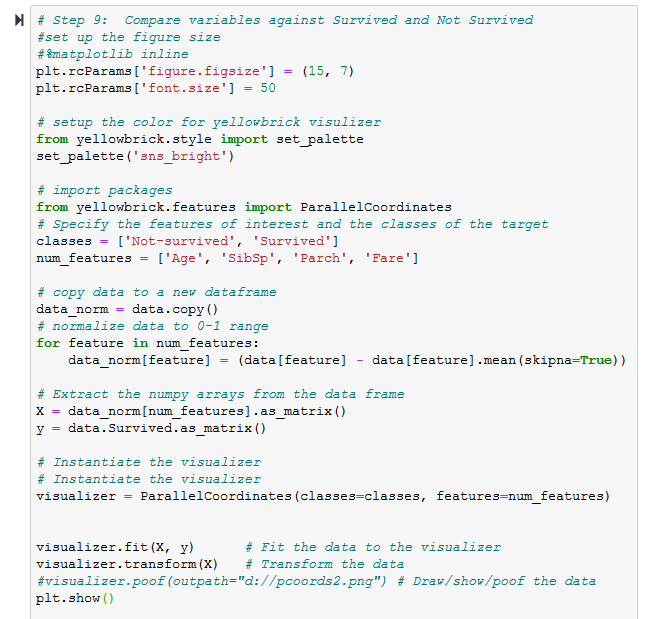 # Step 9:  Compare variables against Survived and Not Survived
#set up the figure size
#%matplotlib inline
plt.rcParams['figure.figsize'] = (15, 7)
plt.rcParams['font.size'] = 50
# setup the color for yellowbrick visulizer
from yellowbrick.style import set_palette
set_palette('sns_bright')
# import packages
from yellowbrick.features import ParallelCoordinates
# Specify the features of interest and the classes of the target
classes = ['Not-survived', 'Survived']
num_features = ['Age', 'SibSp', 'Parch', 'Fare']
# copy data to a new dataframe
data_norm = data.copy()
# normalize data to 0-1 range
for feature in num_features:
    data_norm[feature] = (data[feature] - data[feature].mean(skipna=True))
# Extract the numpy arrays from the data frame
X = data_norm[num_features].as_matrix()
y = data.Survived.as_matrix()
# Instantiate the visualizer
# Instantiate the visualizer
visualizer = ParallelCoordinates(classes=classes, features=num_features)
visualizer.fit(X, y)      # Fit the data to the visualizer
visualizer.transform(X)   # Transform the data
#visualizer.poof(outpath="d://pcoords2.png") # Draw/show/poof the data
plt.show()